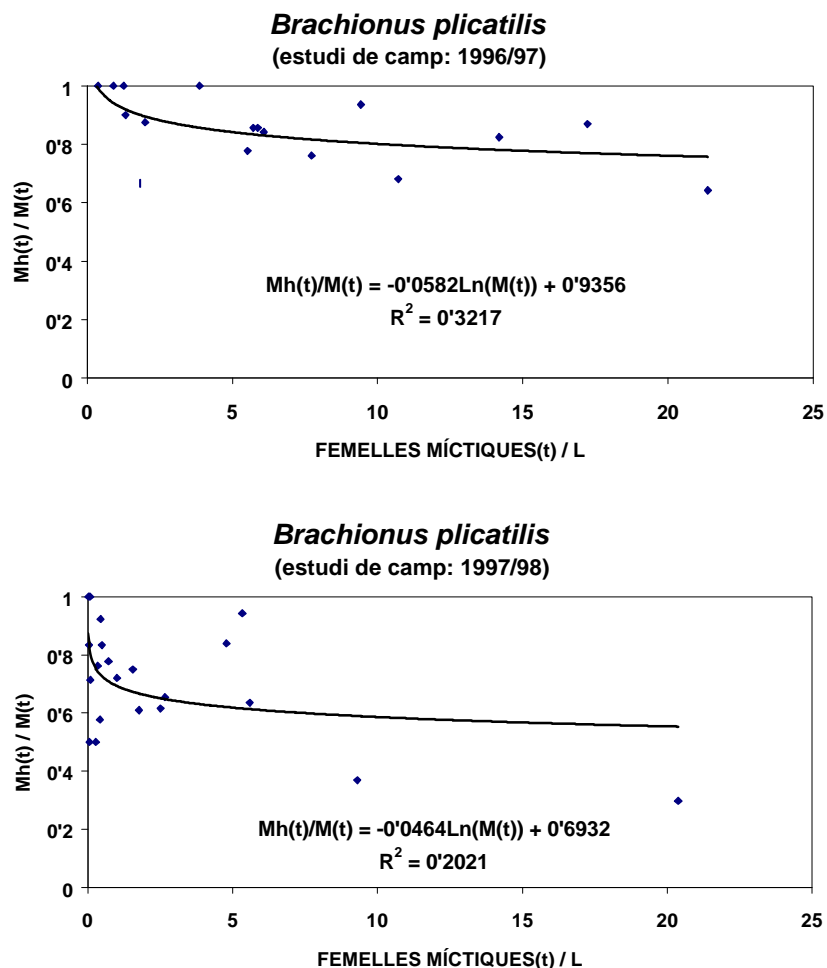 Brachionus plicatilis
(estudi de camp: 1996/97)
1
0'8
0'6
0'4
0'2
0
Mh(t) / M(t)
Mh(t)/M(t) = -0'0582Ln(M(t)) + 0'9356
R² = 0'3217
0 5 10 15 20 25
FEMELLES MÍCTIQUES(t) / L
Brachionus plicatilis
(estudi de camp: 1997/98)
1
0'8
0'6
0'4
0'2
0
Mh(t) / M(t)
Mh(t)/M(t) = -0'0464Ln(M(t)) + 0'6932
R² = 0'2021
0 5 10 15 20 25
FEMELLES MÍCTIQUES(t) / L